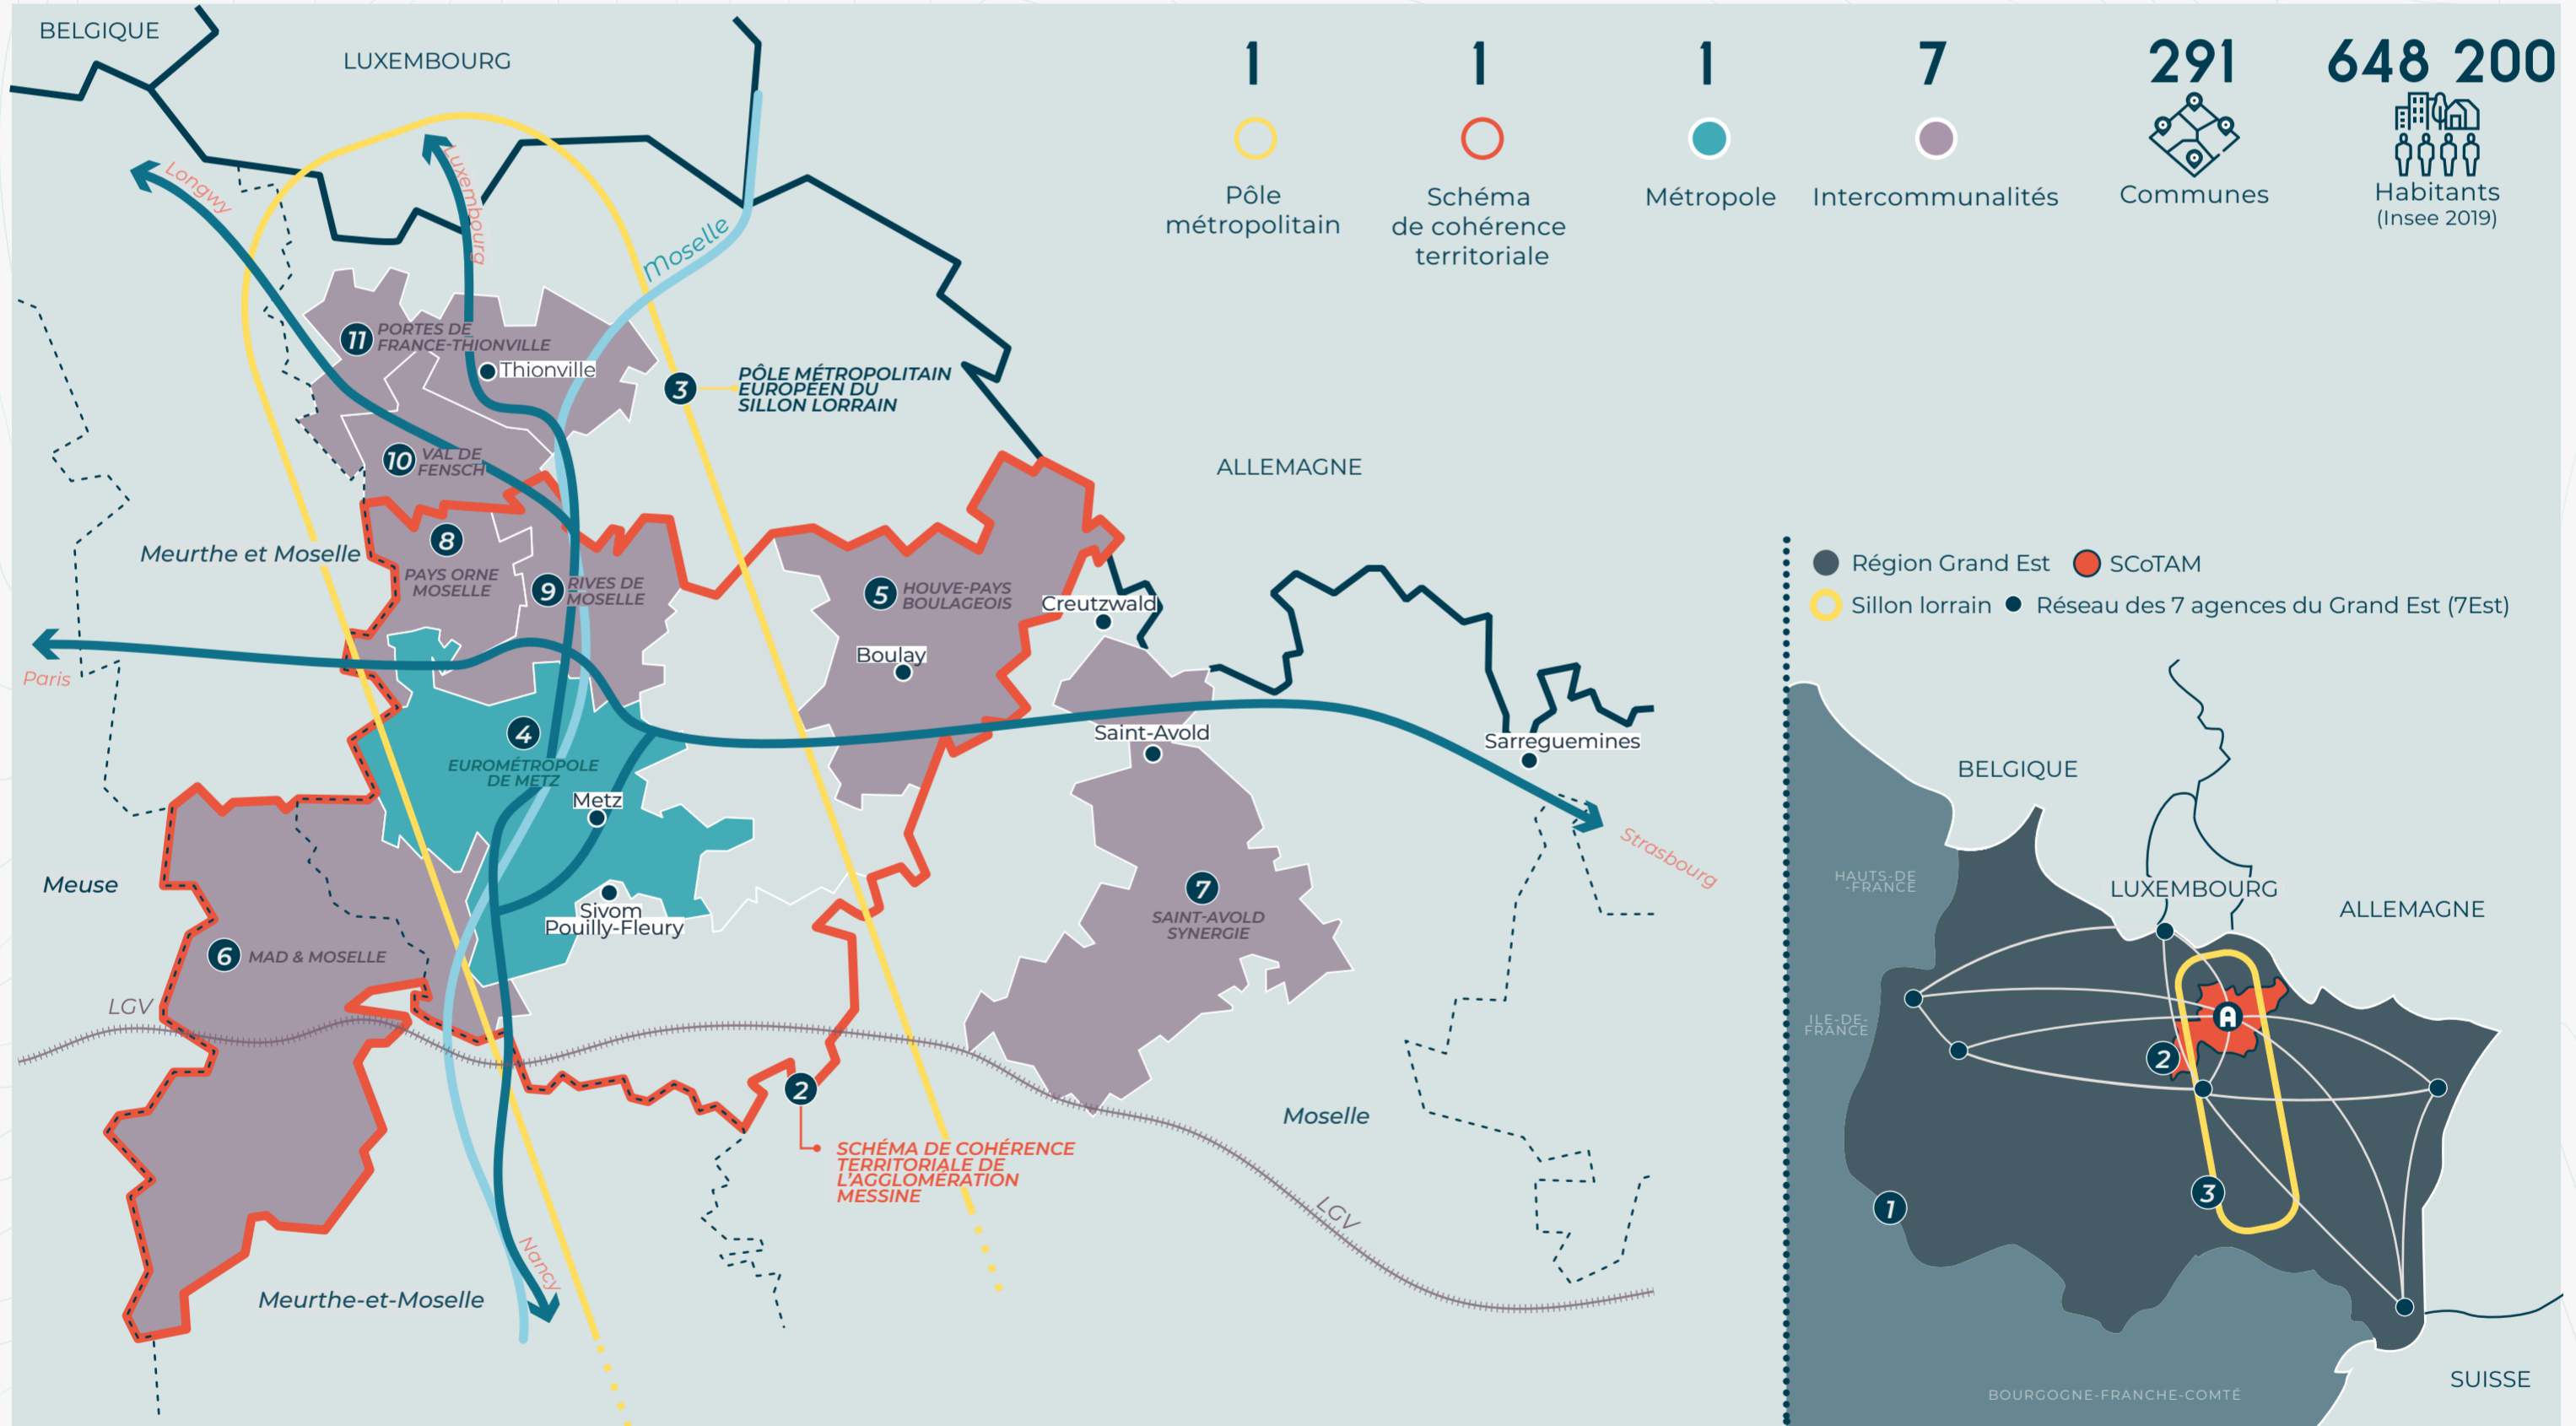 BELGIQUE
LUXEMBOURG
1
Pôle
métropolitain
1
Schéma
de cohérence
territoriale
1
Métropole
7
Intercommunalités
291
Communes
648 200
Habitants
(Insee 2019)
Longwy
Luxembourg
Moselle
11
PORTES DE
FRANCE-THIONVILLE
Thionville
3
PÔLE MÉTROPOLITAIN
EUROPÉEN DU
SILLON LORRAIN
10
VAL DE
FENSCH
ALLEMAGNE
Meurthe et Moselle
8
PAYS ORNE
MOSELLE
9
RIVES DE
MOSELLE
5
HOUVE-PAYS
BOULAGEOIS
Creutzwald
Boulay
Paris
4
EUROMÉTROPOLE
DE METZ
Metz
Saint-Avold
Sarreguemines
Strasbourg
Meuse
Sivom
Pouilly-Fleury
7
SAINT-AVOLD
SYNERGIE
6
MAD & MOSELLE
LGV
2
SCHÉMA DE COHÉRENCE
TERRITORIALE DE
L'AGGLOMÉRATION
MESSINE
Moselle
LGV
Nancy
Meurthe-et-Moselle
Région Grand Est
SCoTAM
Sillon lorrain
Réseau des 7 agences du Grand Est (7Est)
BELGIQUE
HAUTS-DE
-FRANCE
LUXEMBOURG
ALLEMAGNE
ILE-DE-
FRANCE
A
2
3
1
BOURGOGNE-FRANCHE-COMTÉ
SUISSE